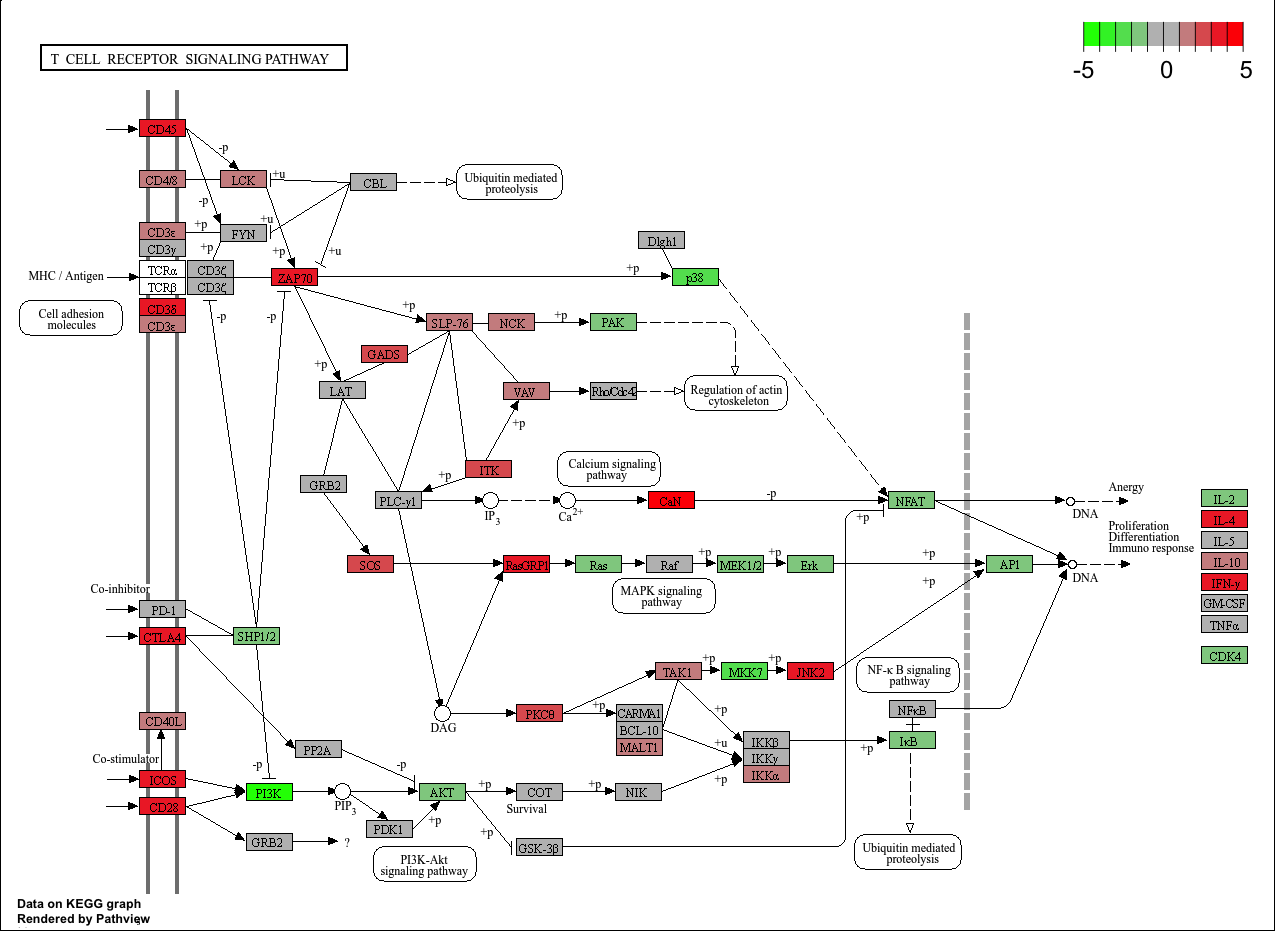 T CELL RECEPTOR SIGNALING PATHWAY
-5 0 5
CD45
-p
CD4/8
LCK
+u
CBL
Ubiquitin mediated
proteolysis
-p
CD3ε
+p
FYN
+u
CD3γ
+p
+p
+u
Dlgh1
MHC / Antigen
TCRα
CD3ζ
ZAP70
+p
p38
TCRβ
CD3ζ
Cell adhesion
molecules
CD3δ
CD3ε
-p
-p
+p
SLP-76
NCK
+p
PAK
GADS
+p
LAT
VAV
Rho/Cdc42
Regulation of actin
cytoskeleton
+p
ITK
+p
GRB2
Calcium signaling
pathway
PLC-γ1
IP3
Ca2+
CaN
-p
NFAT
+p
DNA
Anergy
Proliferation
Differentiation
Immuno response
IL-2
IL-4
IL-5
IL-10
IFN-γ
GM-CSF
TNFα
CDK4
SOS
RasGRP1
Ras
Raf
+p
MEK1/2
+p
Erk
+p
AP1
DNA
+p
MAPK signaling
pathway
Co-inhibitor
PD-1
CTLA4
SHP1/2
TAK1
+p
MKK7
+p
JNK2
NF-κ B signaling
pathway
DAG
PKCθ
+p
CARMA1
+p
NFκB
BCL-10
+u
IKKβ
+p
IκB
MALT1
IKKγ
+p
IKKα
CD40L
PP2A
Co-stimulator
-p
-p
ICOS
PI3K
PIP3
AKT
+p
COT
+p
NIK
Survival
CD28
PDK1
+p
+p
GRB2
?
GSK-3β
Ubiquitin mediated
proteolysis
PI3K-Akt
signaling pathway
Data on KEGG graph
Rendered by Pathview